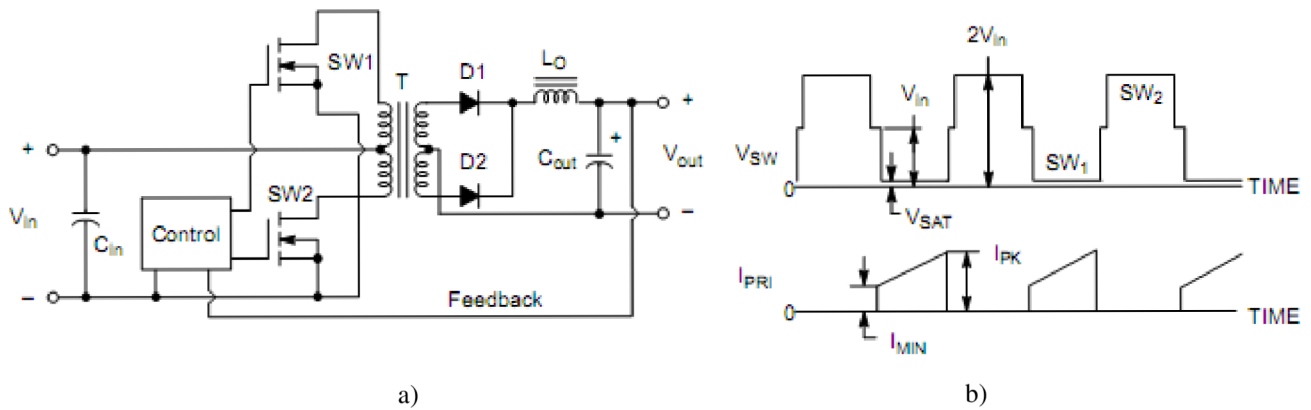 SW1
T
D1
LO
+
+
+
Vin
Cin
Control
SW2
D2
Cout
Vout
−
−
Feedback
a)
2Vin
Vin
SW2
VSW
SW1
0
TIME
VSAT
IPRI
IPK
0
TIME
IMIN
b)